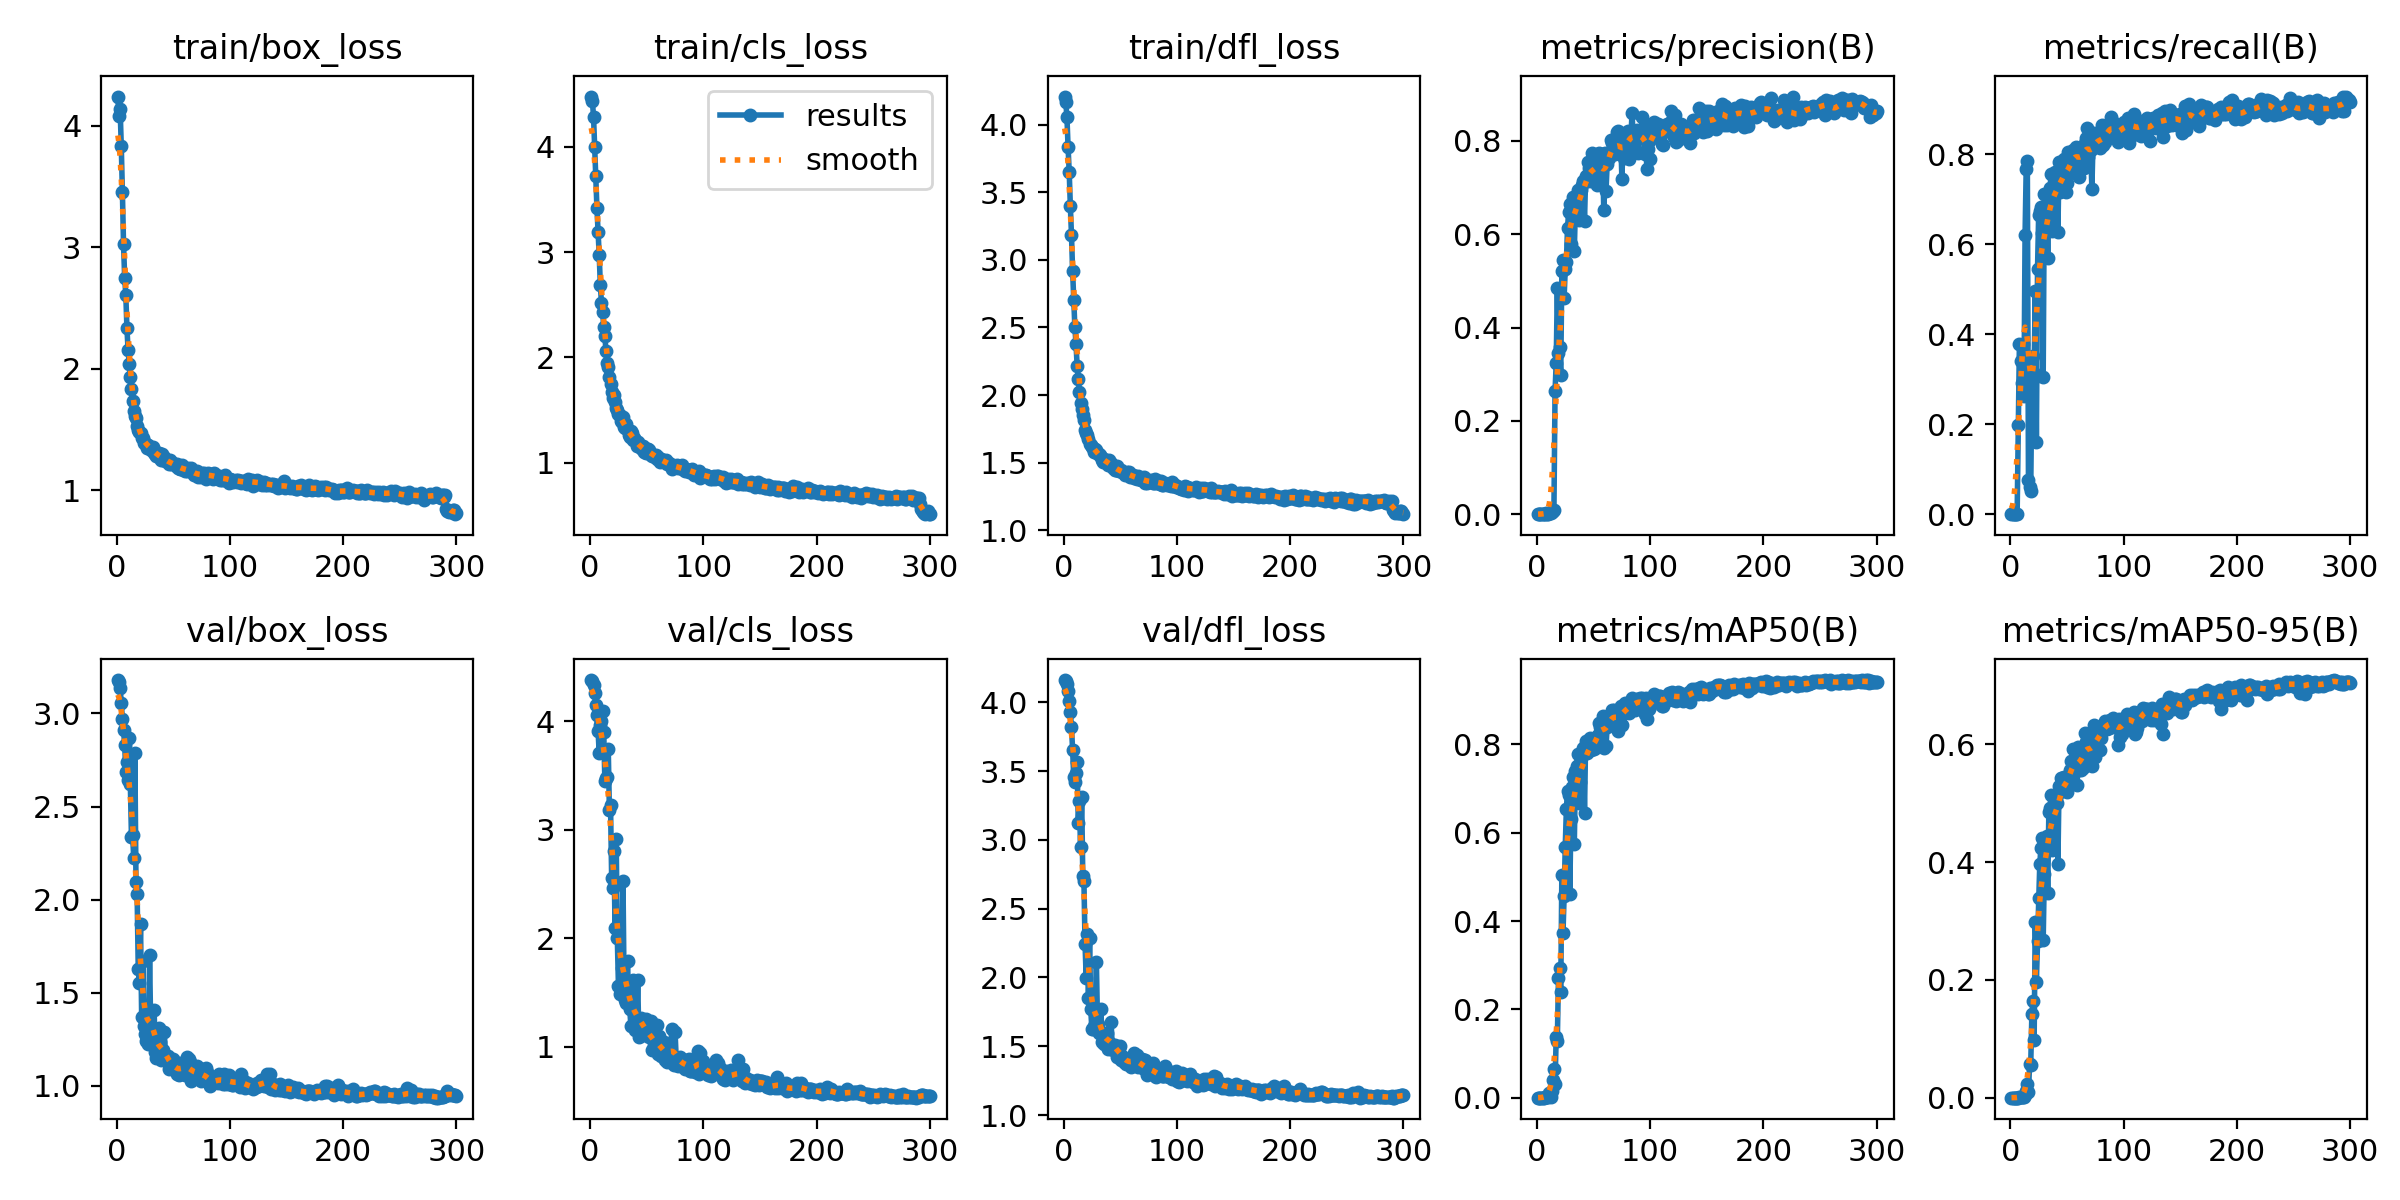 train/box_loss
4
3
2
1
0 100 200 300
train/cls_loss
results
smooth
4
3
2
1
0 100 200 300
train/dfl_loss
4.0
3.5
3.0
2.5
2.0
1.5
1.0
0 100 200 300
metrics/precision(B)
0.8
0.6
0.4
0.2
0.0
0 100 200 300
metrics/recall(B)
0.8
0.6
0.4
0.2
0.0
0 100 200 300
val/box_loss
3.0
2.5
2.0
1.5
1.0
0 100 200 300
val/cls_loss
4
3
2
1
0 100 200 300
val/dfl_loss
4.0
3.5
3.0
2.5
2.0
1.5
1.0
0 100 200 300
metrics/mAP50(B)
0.8
0.6
0.4
0.2
0.0
0 100 200 300
metrics/mAP50-95(B)
0.6
0.4
0.2
0.0
0 100 200 300